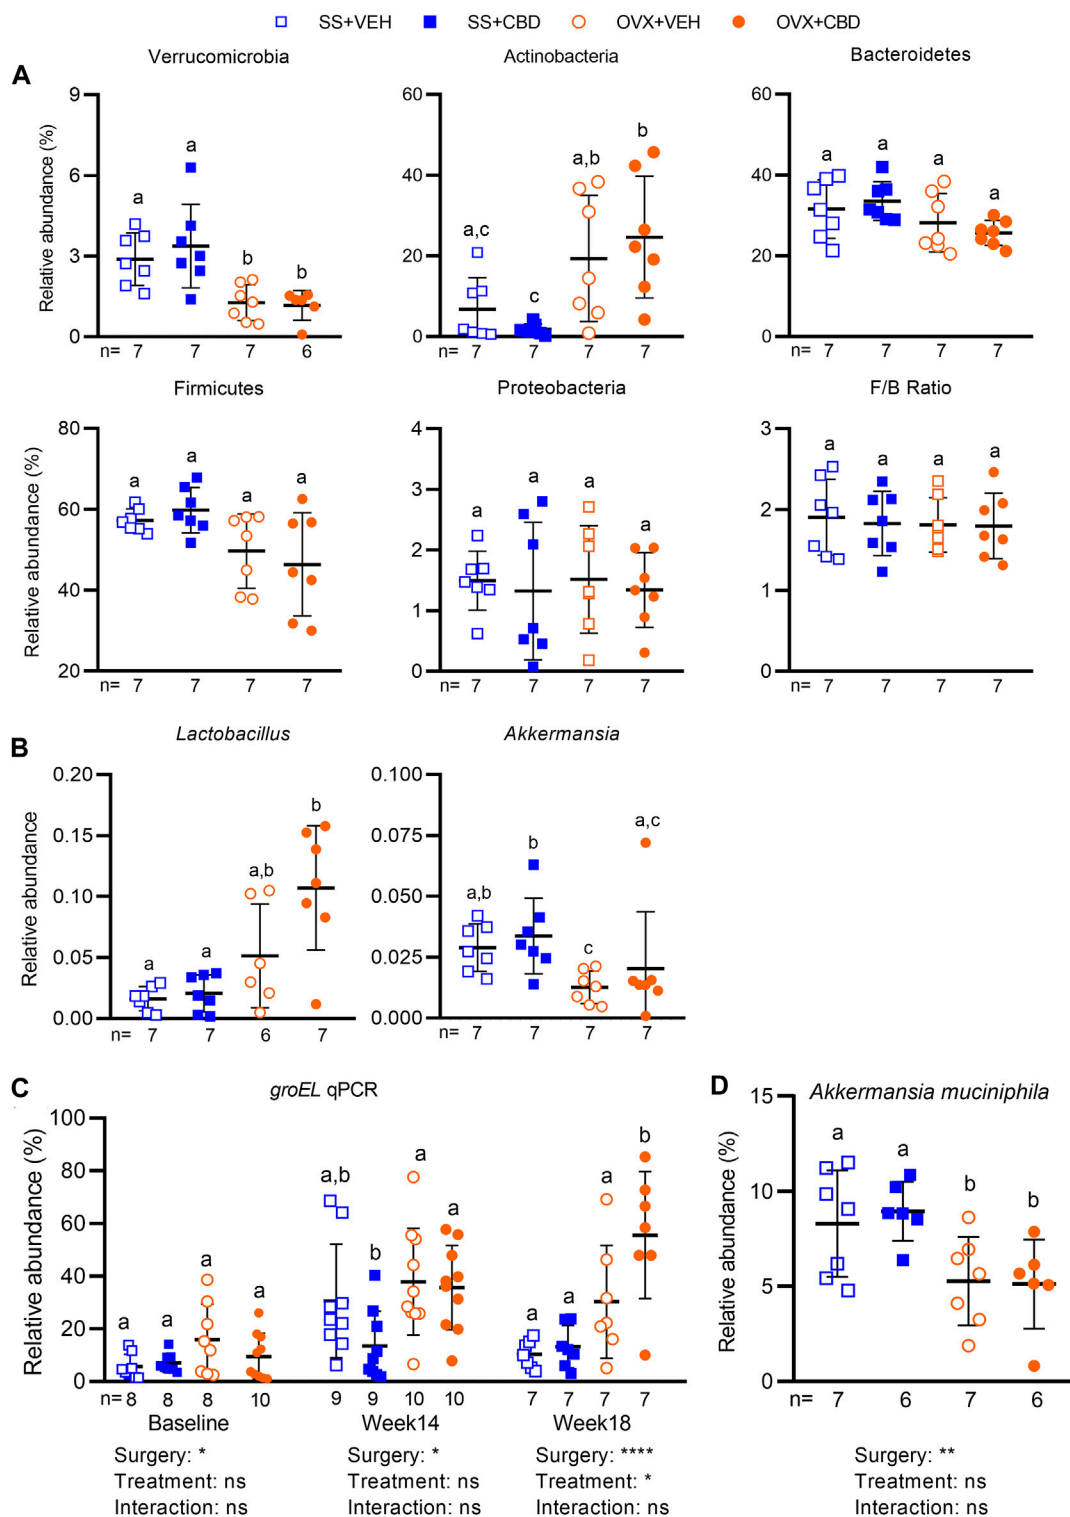 SS+VEH SS+CBD OVX+VEH OVX+CBD
A
Verrucomicrobia Actinobacteria Bacteroidetes
Relative abundance (%)
9 6 3 0
a a b b
n= 7 7 7 6
60 40 20 0
a,c c a,b b
7 7 7 7
60 40 20 0
a a a a
n= 7 7 7 7
Firmicutes Proteobacteria F/B Ratio
Relative abundance (%)
80 60 40 20
a a a a
n= 7 7 7 7
4 3 2 1 0
a a a a
n= 7 7 7 7
3 2 1 0
a a a a
n= 7 7 7 7
B
Lactobacillus Akkermansia
Relative abundance
0.20 0.15 0.10 0.05 0.00
a a a,b b
n= 7 7 6 7
0.100 0.075 0.050 0.025 0.000
a,b b c a,c
7 7 7 7
C
groEL qPCR
Relative abundance (%)
100 80 60 40 20 0
a a a a a,b b a a a a a b
n= 8 8 8 10 9 9 10 10 7 7 7 7
Baseline Week14 Week18
Surgery: * Surgery: * Surgery: ****
Treatment: ns Treatment: ns Treatment: *
Interaction: ns Interaction: ns Interaction: ns
D
Akkermansia muciniphila
Relative abundance (%)
15 10 5 0
a a b b
n= 7 6 7 6
Surgery: **
Treatment: ns
Interaction: ns